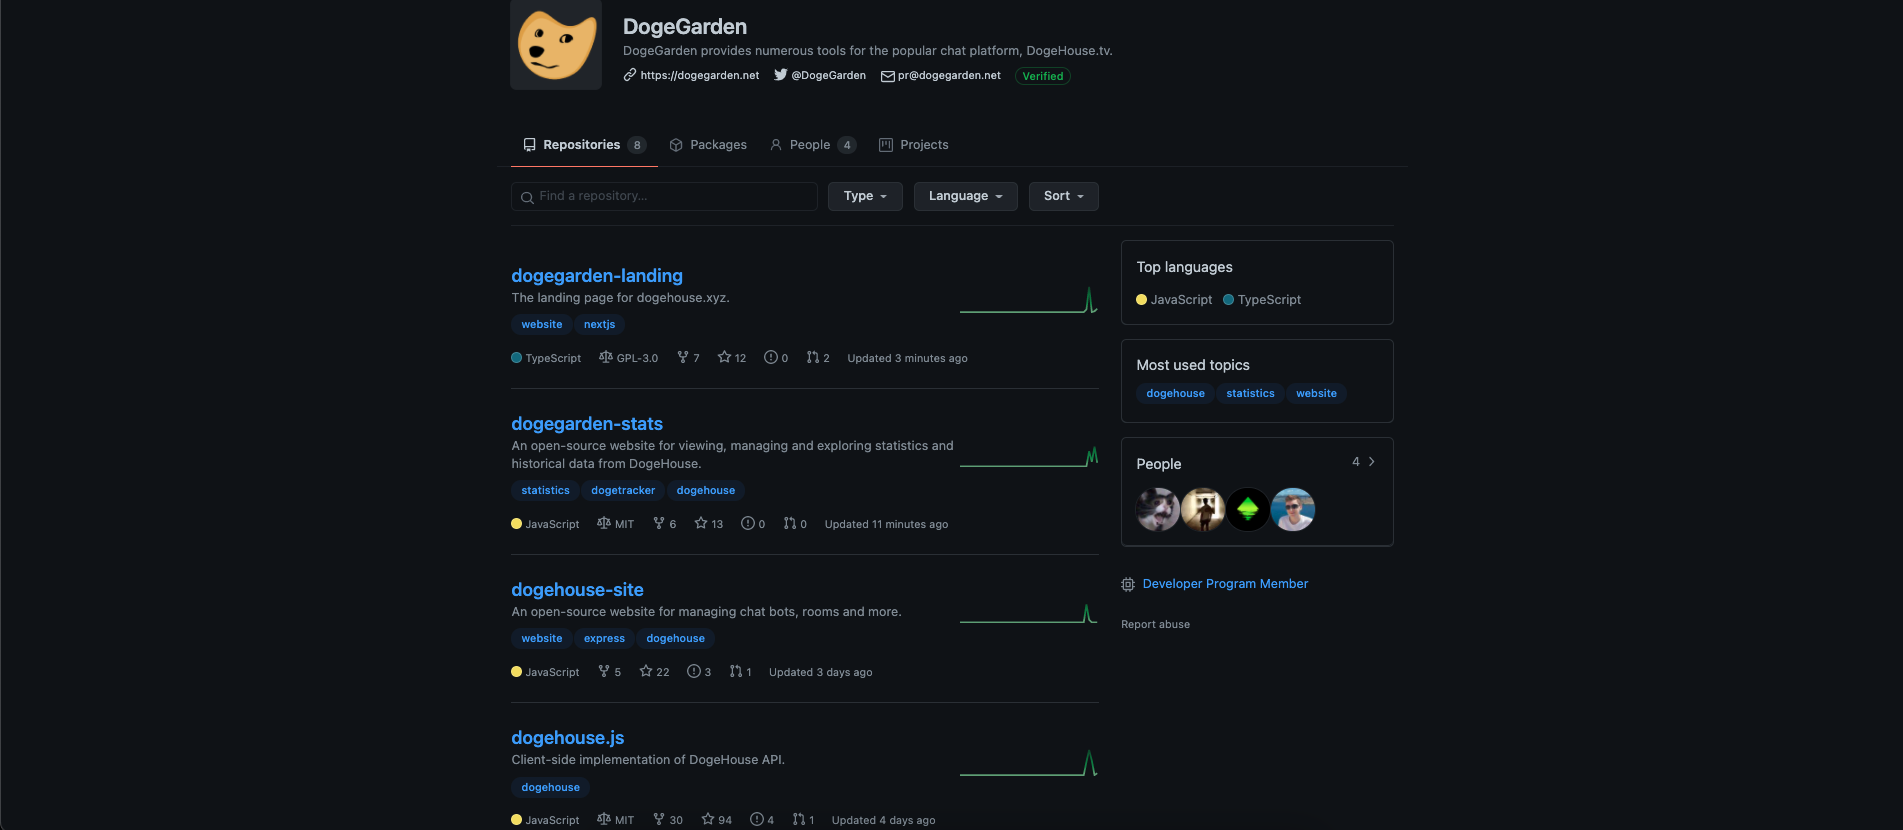 DogeGarden
DogeGarden provides numerous tools for the popular chat platform, DogeHouse.tv.
https://dogegarden.net @DogeGarden pr@dogegarden.net Verified
Repositories 8 Packages People 4 Projects
Find a repository... Type Language Sort
dogegarden-landing
The landing page for dogehouse.xyz.
website nextjs
TypeScript GPL-3.0 7 12 0 2 Updated 3 minutes ago
dogegarden-stats
An open-source website for viewing, managing and exploring statistics and
historical data from DogeHouse.
statistics dogetracker dogehouse
JavaScript MIT 6 13 0 0 Updated 11 minutes ago
dogehouse-site
An open-source website for managing chat bots, rooms and more.
website express dogehouse
JavaScript 5 22 3 1 Updated 3 days ago
dogehouse.js
Client-side implementation of DogeHouse API.
dogehouse
JavaScript MIT 30 94 4 1 Updated 4 days ago
Top languages
JavaScript TypeScript
Most used topics
dogehouse statistics website
People 4
Developer Program Member
Report abuse